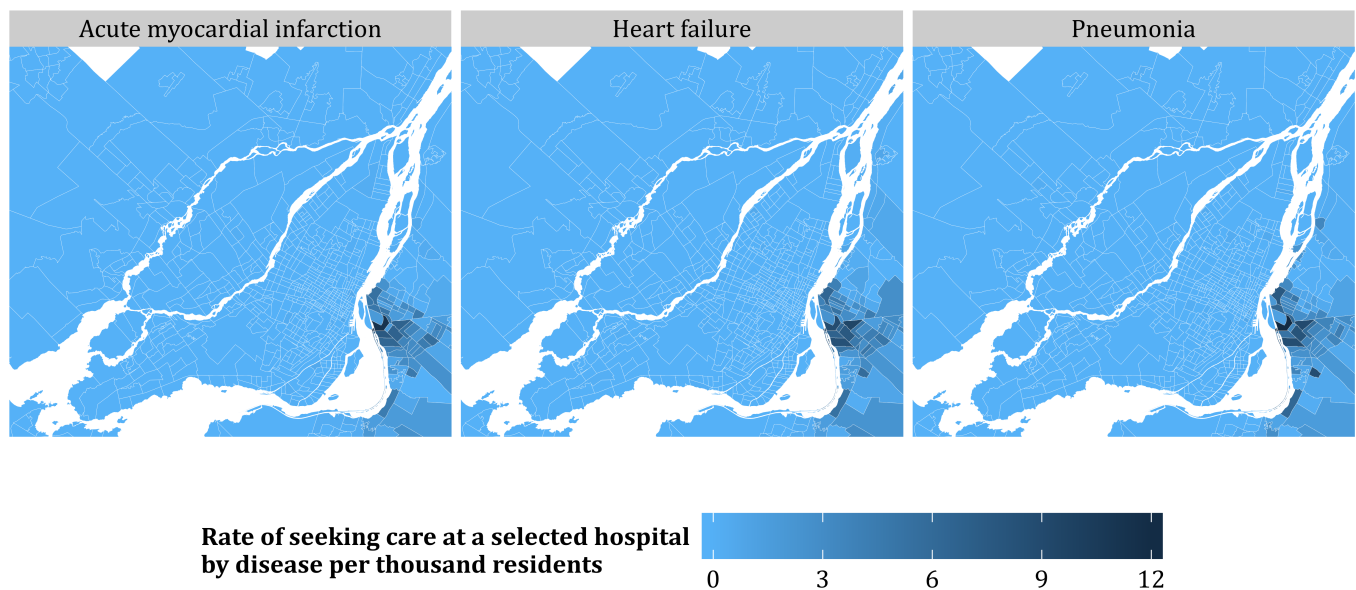 Acute myocardial infarction
Heart failure
Pneumonia
Rate of seeking care at a selected hospital
by disease per thousand residents
0 3 6 9 12